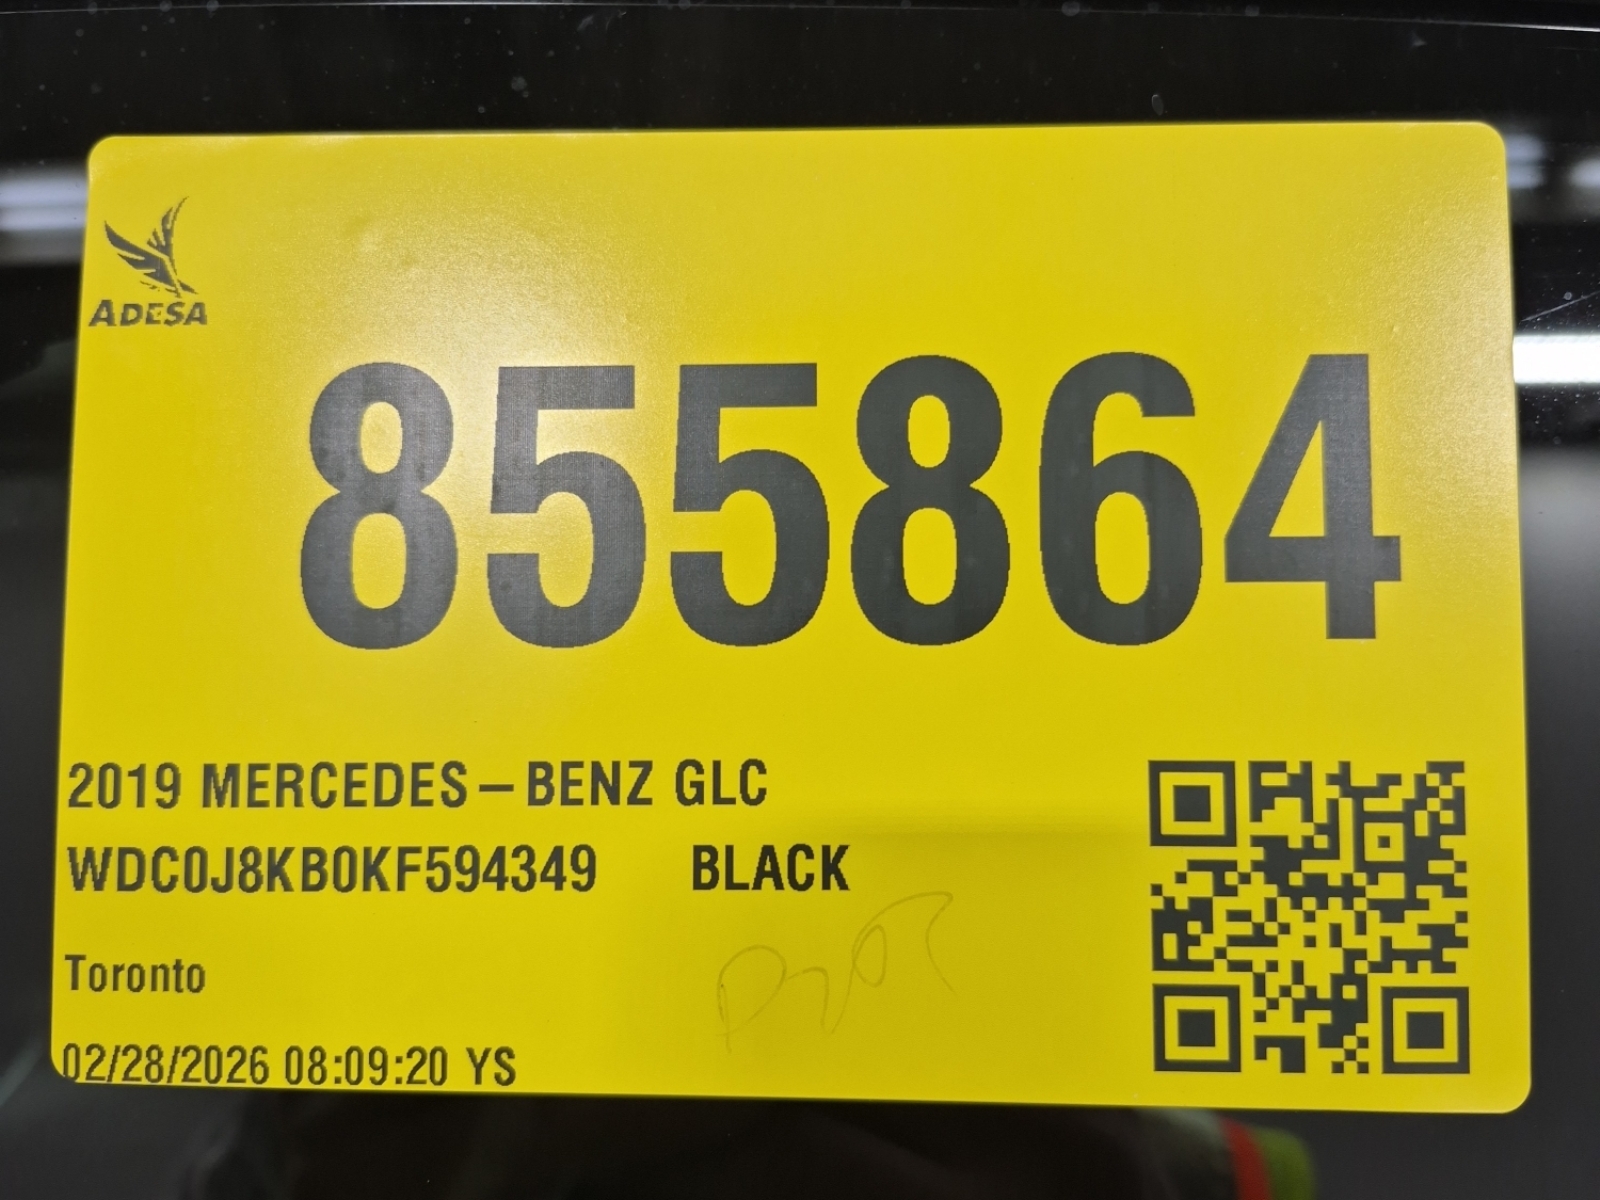 ADESA
855864
2019 MERCEDES-BENZ GLC
WDC0J8KB0KF594349 BLACK
Toronto
02/28/2026 08:09:20 YS